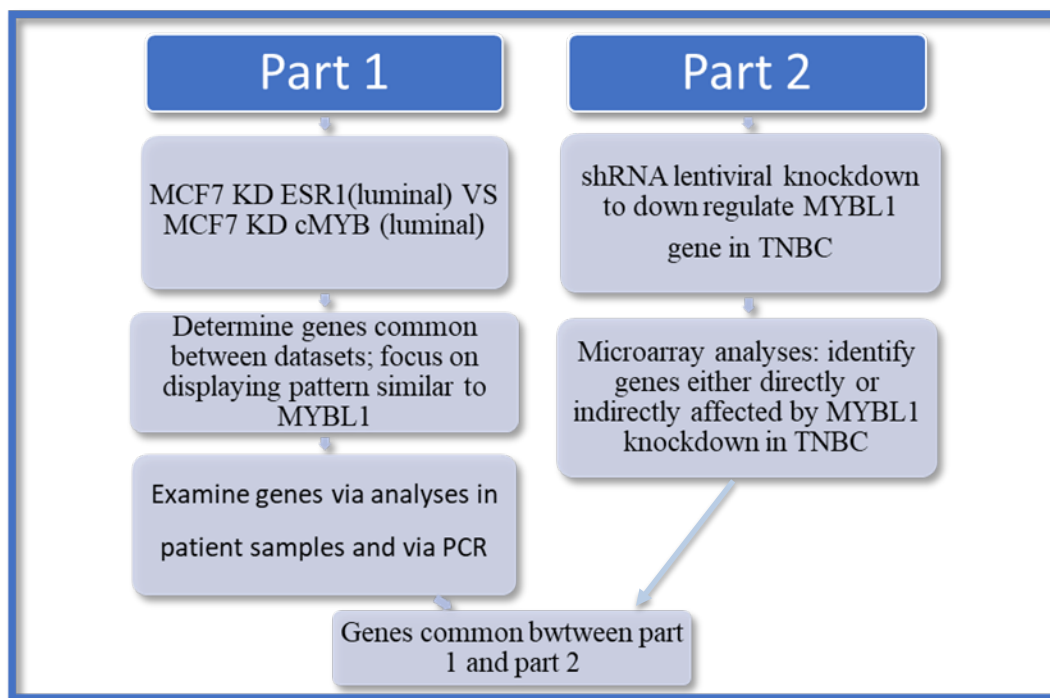 Part 1
MCF7 KD ESR1(luminal) VS
MCF7 KD cMYB (luminal)
Determine genes common
between datasets; focus on
displaying pattern similar to
MYBL1
Examine genes via analyses in
patient samples and via PCR
Part 2
shRNA lentiviral knockdown
to down regulate MYBL1
gene in TNBC
Microarray analyses: identify
genes either directly or
indirectly affected by MYBL1
knockdown in TNBC
Genes common bwtween part
1 and part 2